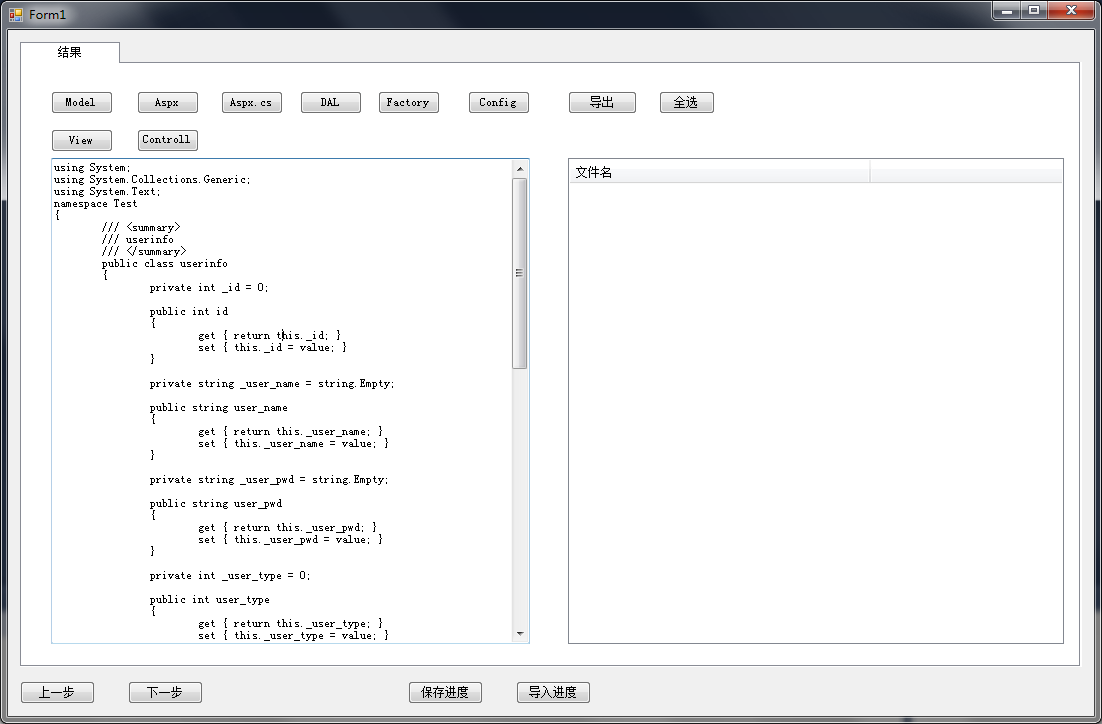 Form1
结果
Model Aspx Aspx.cs DAL Factory Config 导出 全选
View Controll
using System;
using System.Collections.Generic;
using System.Text;
namespace Test
{
/// <summary>
/// userinfo
/// </summary>
public class userinfo
{
private int _id = 0;
public int id
{
get { return this._id; }
set { this._id = value; }
}
private string _user_name = string.Empty;
public string user_name
{
get { return this._user_name; }
set { this._user_name = value; }
}
private string _user_pwd = string.Empty;
public string user_pwd
{
get { return this._user_pwd; }
set { this._user_pwd = value; }
}
private int _user_type = 0;
public int user_type
{
get { return this._user_type; }
set { this._user_type = value; }
文件名
上一步 下一步 保存进度 导入进度